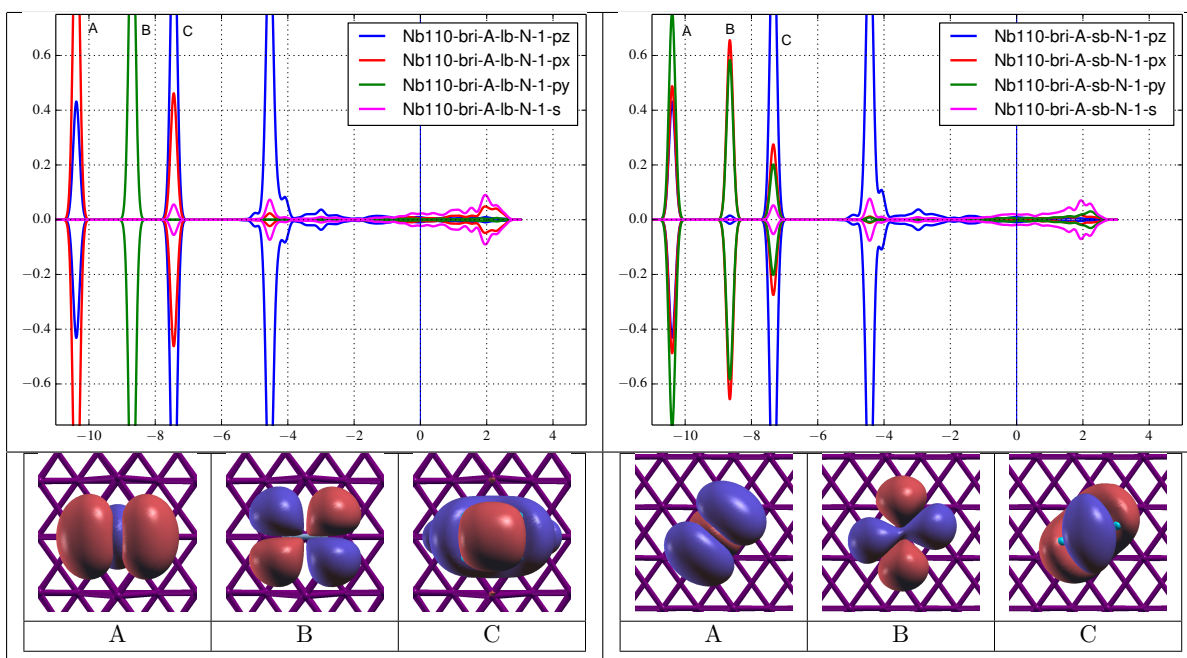 A
B
C
Nb110-bri-A-lb-N-1-pz
Nb110-bri-A-lb-N-1-px
Nb110-bri-A-lb-N-1-py
Nb110-bri-A-lb-N-1-s
0.6
0.4
0.2
0.0
−0.2
−0.4
−0.6
−10 −8 −6 −4 −2 0 2 4
A B C
A
B
C
Nb110-bri-A-sb-N-1-pz
Nb110-bri-A-sb-N-1-px
Nb110-bri-A-sb-N-1-py
Nb110-bri-A-sb-N-1-s
0.6
0.4
0.2
0.0
−0.2
−0.4
−0.6
−10 −8 −6 −4 −2 0 2 4
A B C